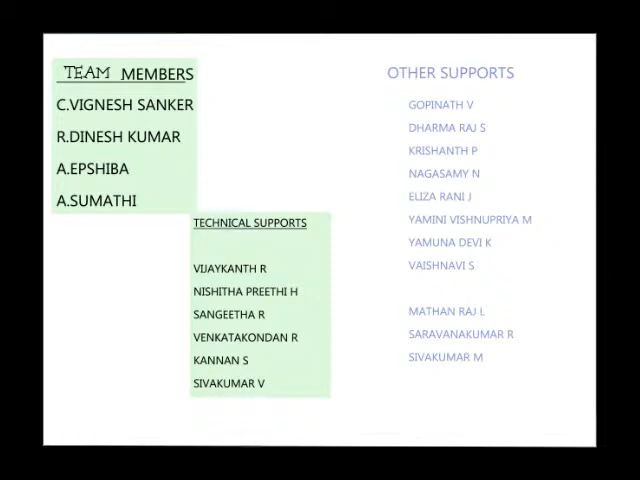 TEAM MEMBERS
C.VIGNESH SANKER
R.DINESH KUMAR
A.EPSHIBA
A.SUMATHI
TECHNICAL SUPPORTS
VIJAYKANTH R
NISHITHA PREETHI H
SANGEETHA R
VENKATAKONDAN R
KANNAN S
SIVAKUMAR V
OTHER SUPPORTS
GOPINATH V
DHARMA RAJ S
KRISHANTH P
NAGASAMY N
ELIZA RANI J
YAMINI VISHNUPRIYA M
YAMUNA DEVI K
VAISHNAVI S
MATHAN RAJ L
SARAVANAKUMAR R
SIVAKUMAR M